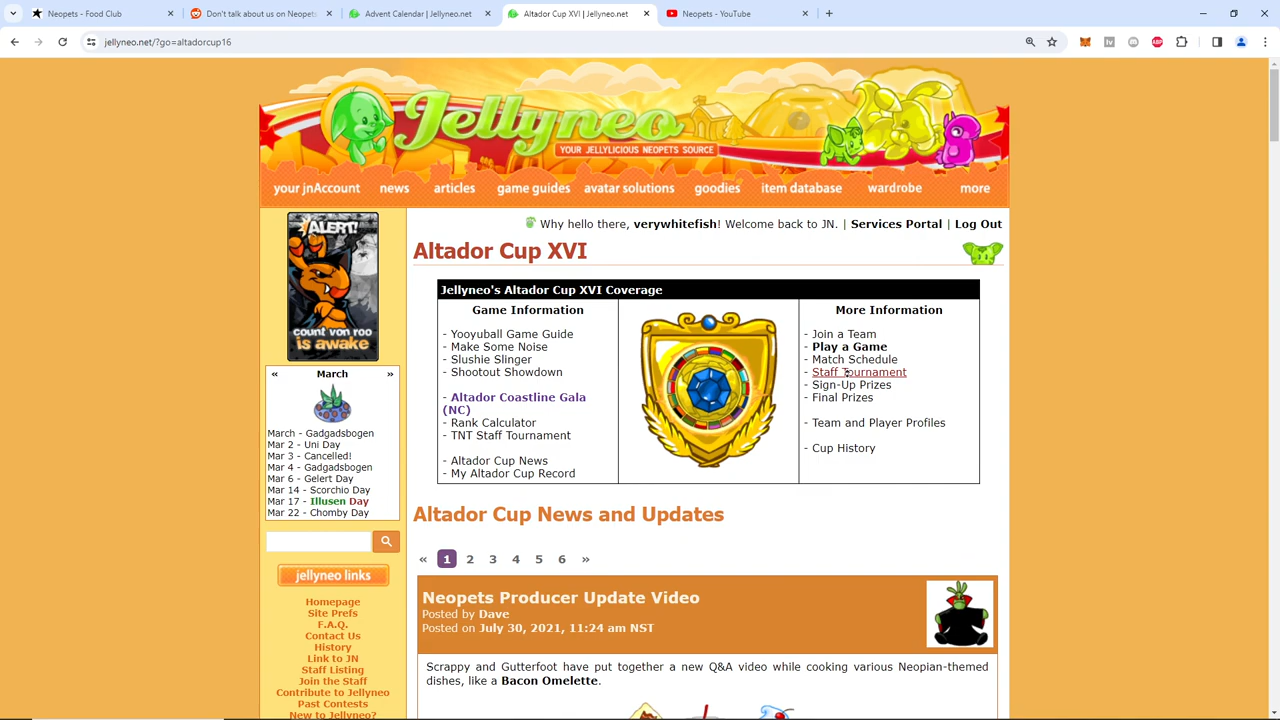 Neopets - Food Club
Don't talk about us on Neopets
Advent Calendar | Jellyneo.net
Altador Cup XVI | Jellyneo.net
Neopets - YouTube
jellyneo.net/?go=altadorcup16
Jellyneo
YOUR JELLYLICIOUS NEOPETS SOURCE
your jnAccount news articles game guides avatar solutions goodies item database wardrobe more
ALERT!
count von roo
is awake
Why hello there, verywhitefish! Welcome back to JN. | Services Portal | Log Out
Altador Cup XVI
Jellyneo's Altador Cup XVI Coverage
Game Information
- Yooyuball Game Guide
- Make Some Noise
- Slushie Slinger
- Shootout Showdown
- Altador Coastline Gala
(NC)
- Rank Calculator
- TNT Staff Tournament
- Altador Cup News
- My Altador Cup Record
More Information
- Join a Team
- Play a Game
- Match Schedule
- Staff Tournament
- Sign-Up Prizes
- Final Prizes
- Team and Player Profiles
- Cup History
« March »
March - Gadgadsbogen
Mar 2 - Uni Day
Mar 3 - Cancelled!
Mar 4 - Gadgadsbogen
Mar 6 - Gelert Day
Mar 14 - Scorchio Day
Mar 17 - Illusen Day
Mar 22 - Chomby Day
jellyneo links
Homepage
Site Prefs
F.A.Q.
Contact Us
History
Link to JN
Staff Listing
Join the Staff
Contribute to Jellyneo
Past Contests
New to Jellyneo?
Altador Cup News and Updates
« 1 2 3 4 5 6 »
Neopets Producer Update Video
Posted by Dave
Posted on July 30, 2021, 11:24 am NST
Scrappy and Gutterfoot have put together a new Q&A video while cooking various Neopian-themed
dishes, like a Bacon Omelette.